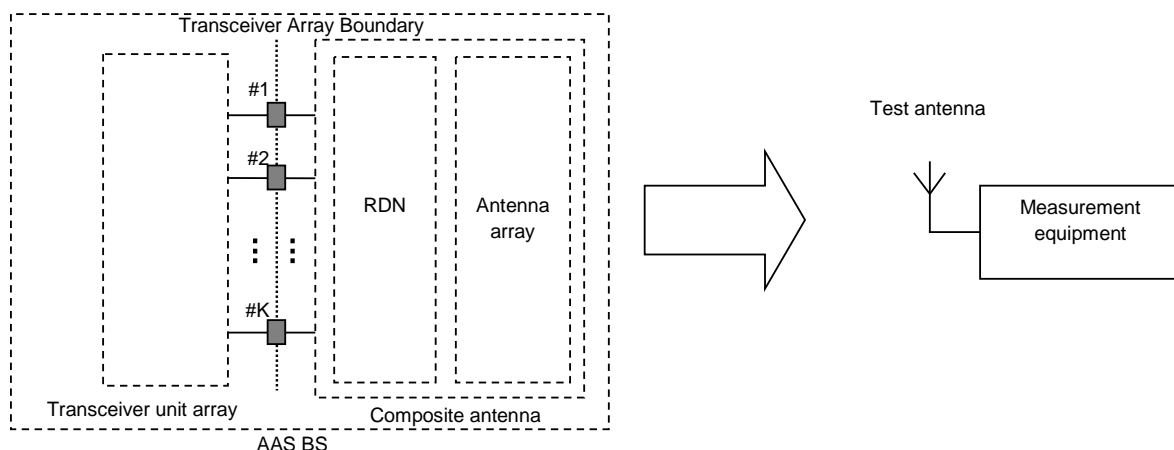 Transceiver Array Boundary
#1
#2
#K
RDN
Antenna
array
Transceiver unit array
Composite antenna
AAS BS
Test antenna
Measurement
equipment